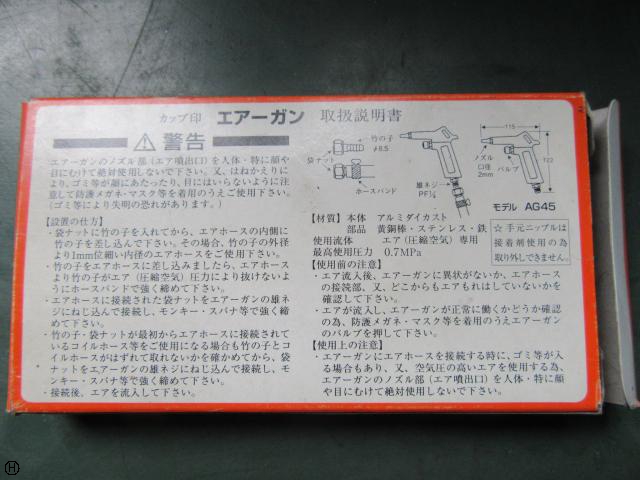 カップ印 エアーガン 取扱説明書
警告
エアーガンのノズル部(エア噴出口)を人体・特に顔や
目にむけて絶対使用しないで下さい。又、はねかえりに
より、ゴミ等が顔にあたったり、目にはいらないように注
意して防護メガネ・マスク等を着用のうえご使用下さい。
(ゴミ等により失明の恐れがあります。)
【設置の仕方】
・袋ナットに竹の子を入れてから、エアホースの内側に
竹の子を差し込んで下さい。その場合、竹の子の外径
より1mm位細い内径のエアホースをご使用下さい。
・竹の子をエアホースに差し込みましたら、エアホース
より竹の子がエア(圧縮空気)圧力により抜けないよ
うにホースバンドで強く締めて下さい。
・エアホースに接続された袋ナットをエアーガンの雄ネ
ジにねじ込んで接続し、モンキー・スパナ等で強く締
めて下さい。
・竹の子・袋ナットが最初からエアホースに接続されて
いるコイルホース等をご使用になる場合も竹の子とコ
イルホースがはずれて取れないかを確かめてから、袋
ナットをエアーガンの雄ネジにねじ込んで接続し、モ
ンキー・スパナ等で強く締めて下さい。
・接続後、エアを流入して下さい。
竹の子
φ8.5
袋ナット
ホースバンド
雄ネジ
PF¼
115
122
ノズル
口径
2mm
バルブ
モデル AG45
【材質】本体 アルミダイカスト
部品 黄銅棒・ステンレス・鉄
使用流体 エア(圧縮空気)専用
最高使用圧力 0.7MPa
☆手元ニップルは
接着剤使用の為
取り外しできません。
【使用前の注意】
・エア流入後、エアーガンに異状がないか、エアホース
の接続部、又、どこからもエアもれはしていないかを
確認して下さい。
・エアが流入し、エアーガンが正常に働くかどうか確認
の為、防護メガネ・マスク等を着用のうえエアーガン
のバルブを押して下さい。
【使用上の注意】
・エアーガンにエアホースを接続する時に、ゴミ等が入
る場合もあり、又、空気圧の高いエアを使用する為、
エアーガンのノズル部(エア噴出口)を人体・特に顔
や目にむけて絶対使用しないで下さい。
H